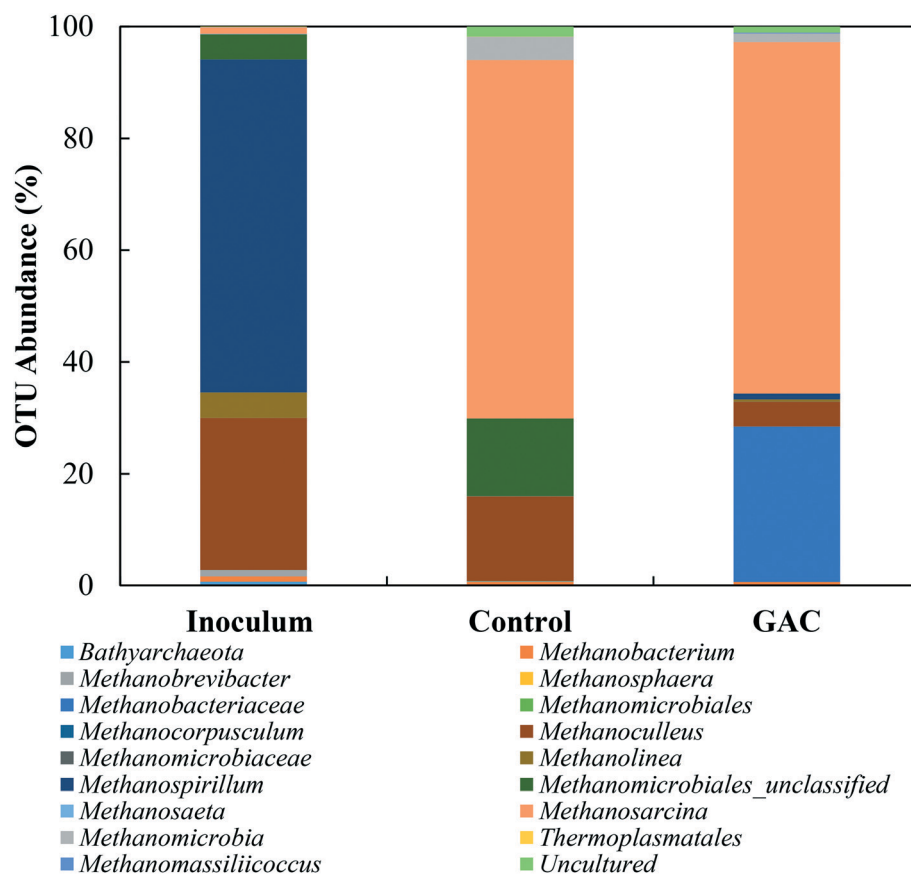 100
80
60
40
20
0
OTU Abundance (%)
Inoculum Control GAC
Bathyarchaeota Methanobacterium
Methanobrevibacter Methanosphaera
Methanobacteriaceae Methanomicrobiales
Methanocorpusculum Methanoculleus
Methanomicrobiaceae Methanolinea
Methanospirillum Methanomicrobiales_unclassified
Methanosaeta Methanosarcina
Methanomicrobia Thermoplasmatales
Methanomassiliicoccus Uncultured